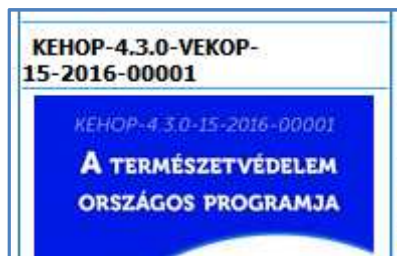 KEHOP-4.3.0-VEKOP-
15-2016-00001
KEHOP-4.3.0-15-2016-00001
A TERMÉSZETVÉDELEM
ORSZÁGOS PROGRAMJA